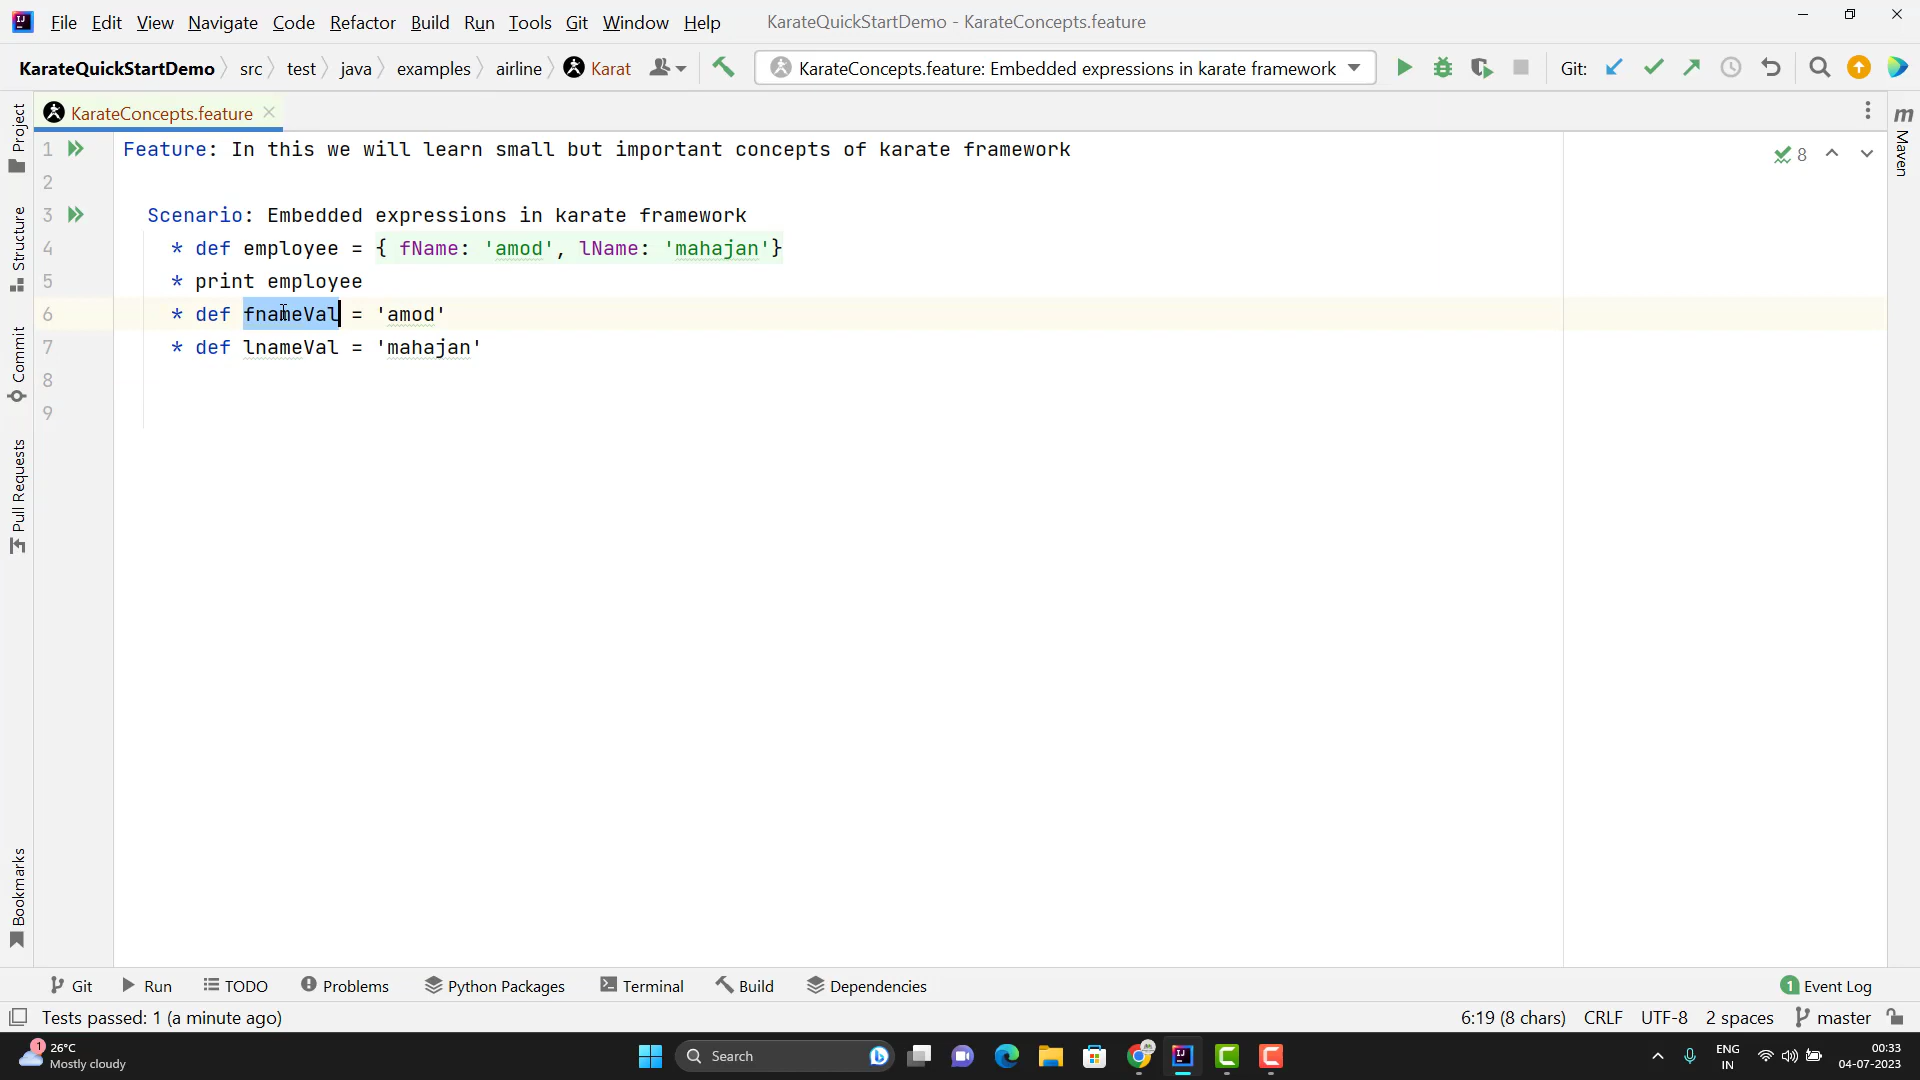 File Edit View Navigate Code Refactor Build Run Tools Git Window Help KarateQuickStartDemo - KarateConcepts.feature
KarateQuickStartDemo src test java examples airline Karat KarateConcepts.feature: Embedded expressions in karate framework Git:
KarateConcepts.feature
1 Feature: In this we will learn small but important concepts of karate framework
2
3 Scenario: Embedded expressions in karate framework
4 * def employee = { fName: 'amod', lName: 'mahajan'}
5 * print employee
6 * def fnameVal = 'amod'
7 * def lnameVal = 'mahajan'
8
9
8
Project
Structure
Commit
Pull Requests
Bookmarks
m
Maven
Git Run TODO Problems Python Packages Terminal Build Dependencies 1 Event Log
Tests passed: 1 (a minute ago) 6:19 (8 chars) CRLF UTF-8 2 spaces master
1
26°C
Mostly cloudy
Search
ENG
IN
00:33
04-07-2023